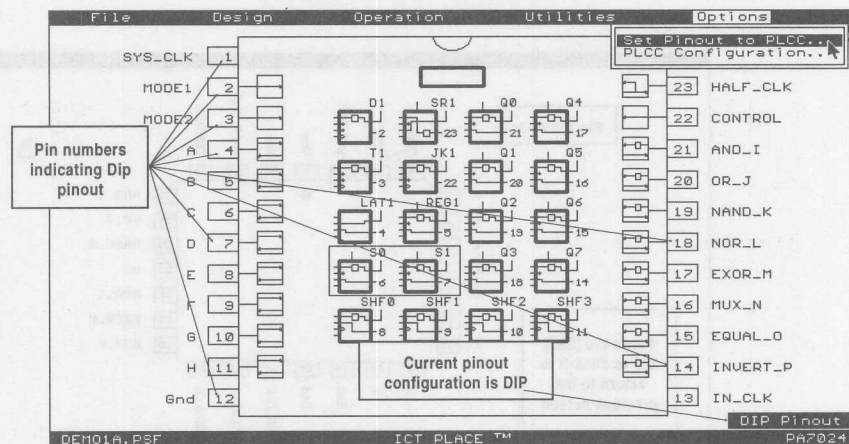 File Design Operation Utilities Options
Set Pinout to PLCC..
PLCC Configuration..
SYS_CLK 1
MODE1 2
MODE2 3
A 4
B 5
C 6
D 7
E 8
F 9
G 10
H 11
Gnd 12
Pin numbers
indicating Dip
pinout
D1 SR1 Q0 Q4
2 23 21 17
T1 JK1 Q1 Q5
3 22 20 16
LAT1 REG1 Q2 Q6
4 5 19 15
S0 S1 Q3 Q7
6 7 18 14
SHF0 SHF1 SHF2 SHF3
8 9 10 11
Current pinout
configuration is DIP
23 HALF_CLK
22 CONTROL
21 AND_I
20 OR_J
19 NAND_K
18 NOR_L
17 EXOR_M
16 MUX_N
15 EQUAL_O
14 INVERT_P
13 IN_CLK
DIP Pinout
DEMO1A.PSF ICT PLACE ™ PA7024